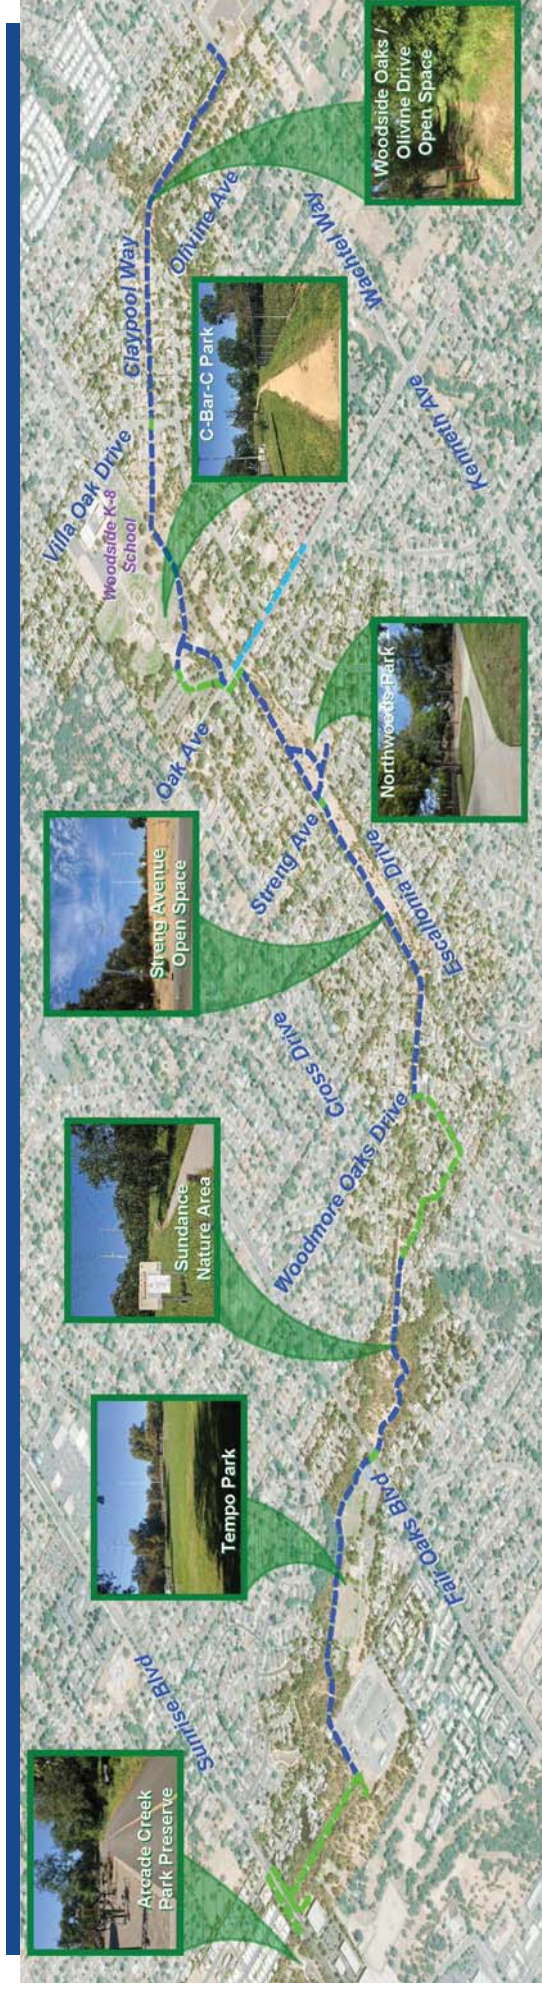 Arcade Creek
Park Preserve
Sunrise Blvd
Tempo Park
Fair Oaks Blvd
Sundance
Nature Area
Woodmore Oaks Drive
Cross Drive
Streng Avenue
Open Space
Escallonia Drive
Streng Ave
Northwoods Park
Oak Ave
Woodside K-8
School
Villa Oak Drive
C-Bar-C Park
Kenneth Ave
Claypool Way
Olivine Ave
Wachtel Way
Woodside Oaks /
Olivine Drive
Open Space